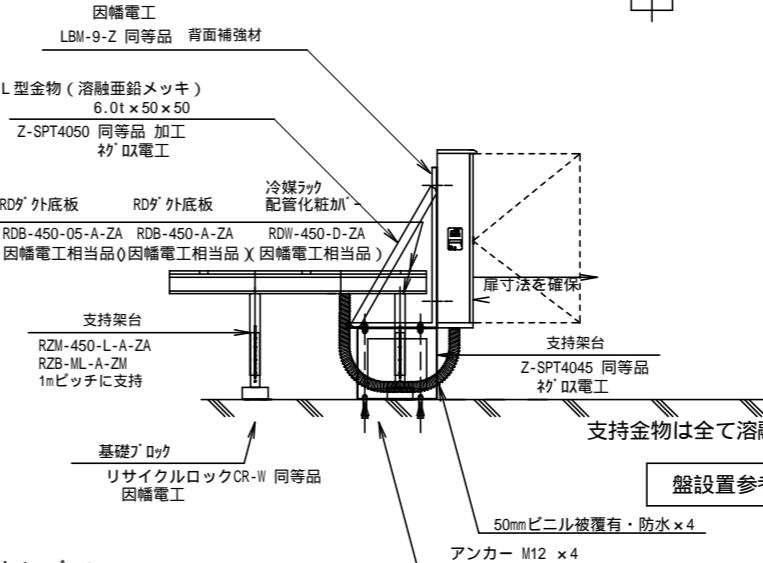 因幡電工
LBM-9-Z 同等品 背面補強材
L型金物(溶融亜鉛メッキ)
6.0t×50×50
Z-SPT4050 同等品 加工
ネグロス電工
冷媒ラック
RDダクト底板 RDダクト底板 配管化粧カバー
RDB-450-05-A-ZA RDB-450-A-ZA RDW-450-D-ZA
因幡電工相当品)(因幡電工相当品)(因幡電工相当品)
扉寸法を確保
支持架台
RZM-450-L-A-ZA
RZB-ML-A-ZM
1mピッチに支持
支持架台
Z-SPT4045 同等品
ネグロス電工
支持金物は全て溶融
基礎ブロック
リサイクルロックCR-W 同等品
因幡電工
盤設置参考
50mmビニル被覆有・防水×4
アンカー M12 ×4